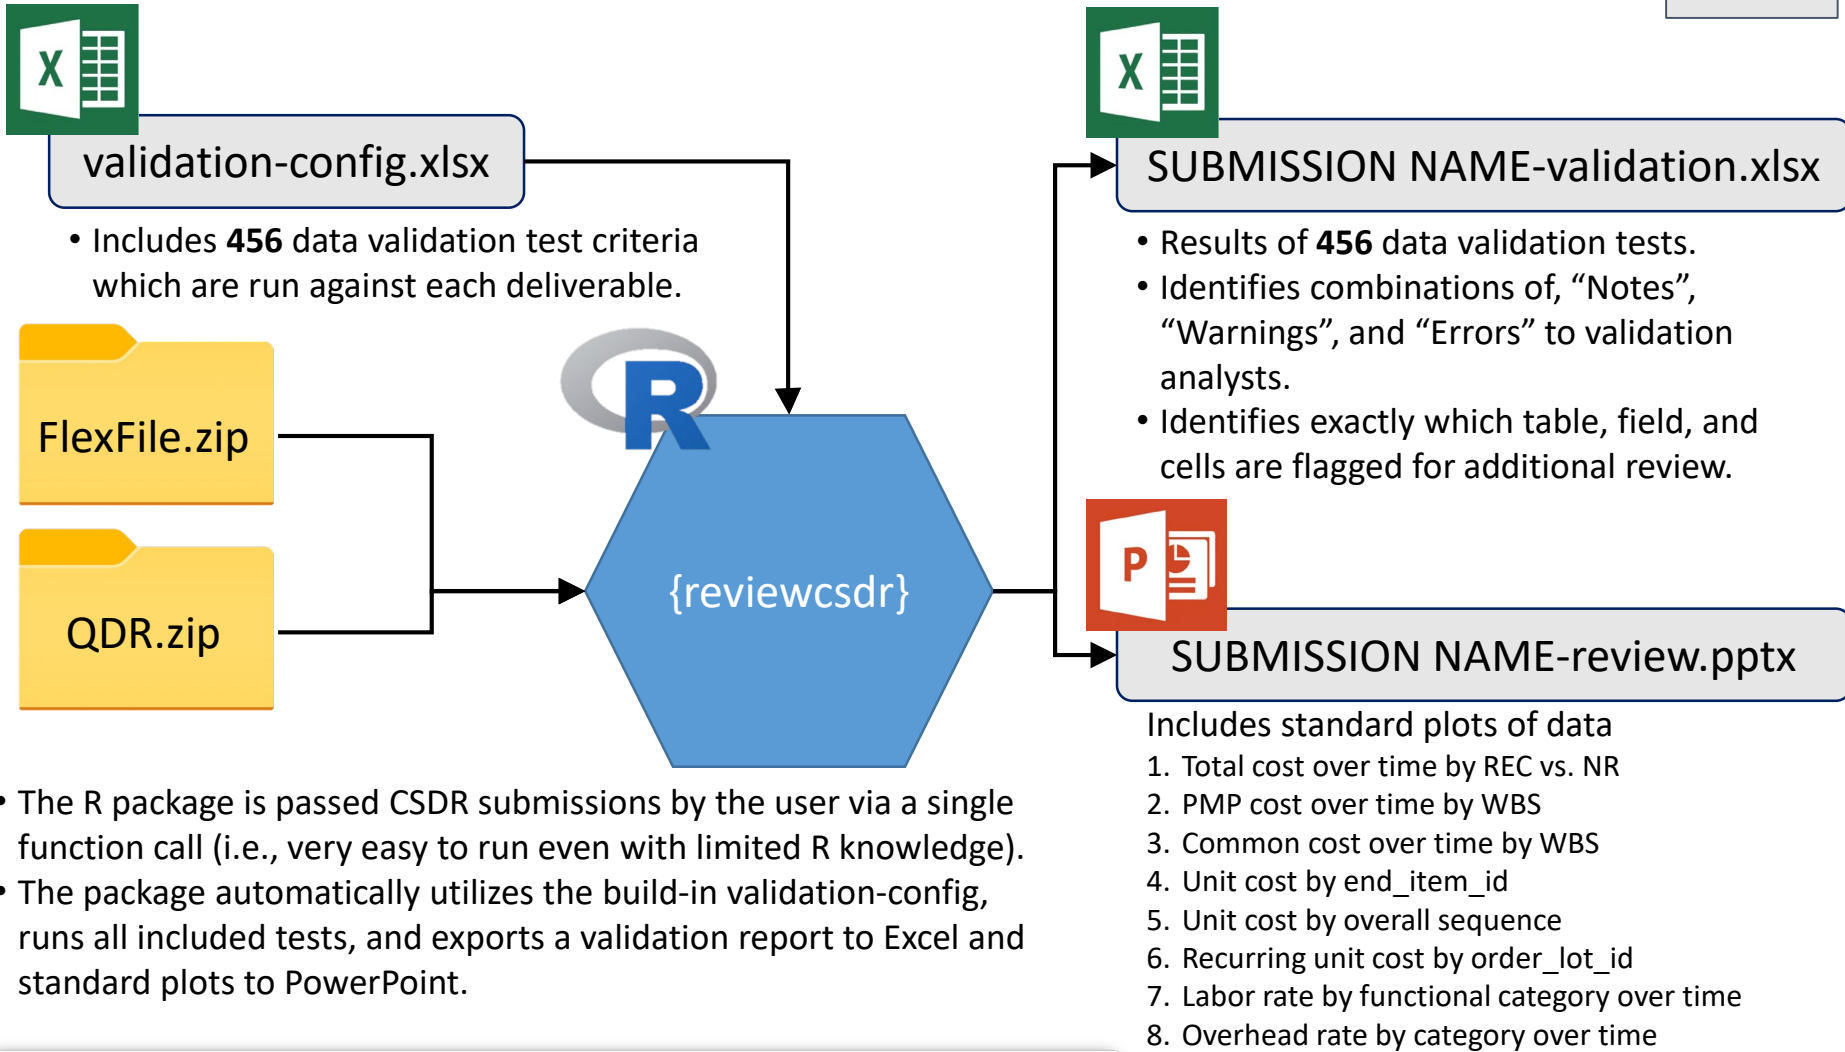 X
validation-config.xlsx
• Includes 456 data validation test criteria
which are run against each deliverable.
FlexFile.zip
QDR.zip
R
{reviewcsdr}
• The R package is passed CSDR submissions by the user via a single
function call (i.e., very easy to run even with limited R knowledge).
• The package automatically utilizes the build-in validation-config,
runs all included tests, and exports a validation report to Excel and
standard plots to PowerPoint.
X
SUBMISSION NAME-validation.xlsx
• Results of 456 data validation tests.
• Identifies combinations of, “Notes”,
“Warnings”, and “Errors” to validation
analysts.
• Identifies exactly which table, field, and
cells are flagged for additional review.
P
SUBMISSION NAME-review.pptx
Includes standard plots of data
1. Total cost over time by REC vs. NR
2. PMP cost over time by WBS
3. Common cost over time by WBS
4. Unit cost by end_item_id
5. Unit cost by overall sequence
6. Recurring unit cost by order_lot_id
7. Labor rate by functional category over time
8. Overhead rate by category over time